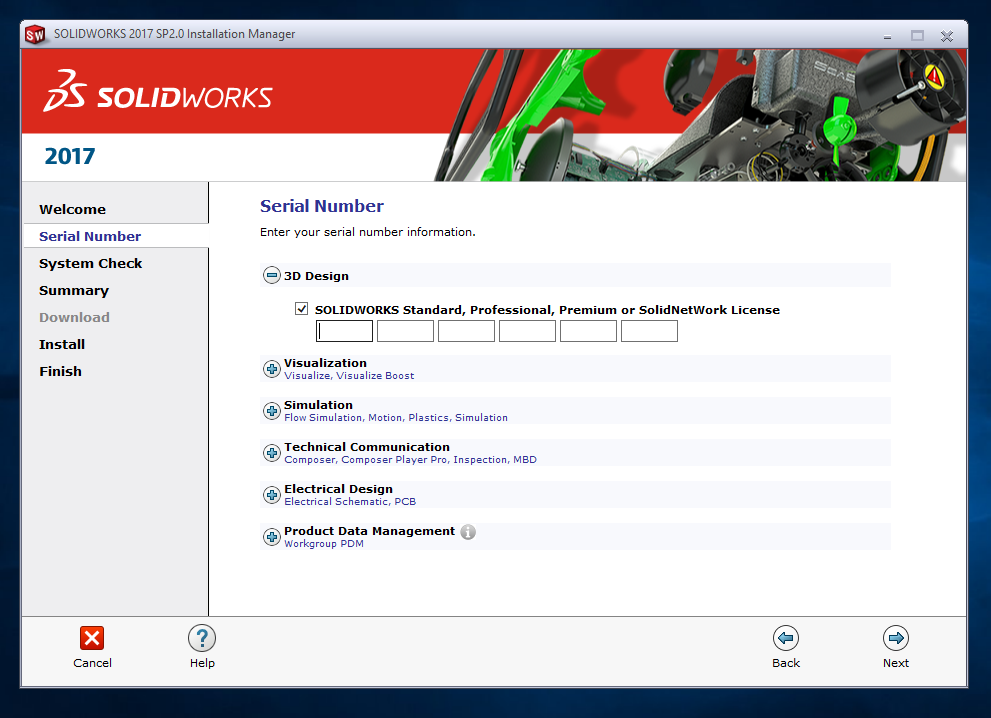 SW SOLIDWORKS 2017 SP2.0 Installation Manager
SOLIDWORKS
2017
Welcome
Serial Number
System Check
Summary
Download
Install
Finish
Serial Number
Enter your serial number information.
3D Design
SOLIDWORKS Standard, Professional, Premium or SolidNetWork License
Visualization
Visualize, Visualize Boost
Simulation
Flow Simulation, Motion, Plastics, Simulation
Technical Communication
Composer, Composer Player Pro, Inspection, MBD
Electrical Design
Electrical Schematic, PCB
Product Data Management
Workgroup PDM
Cancel
Help
Back
Next